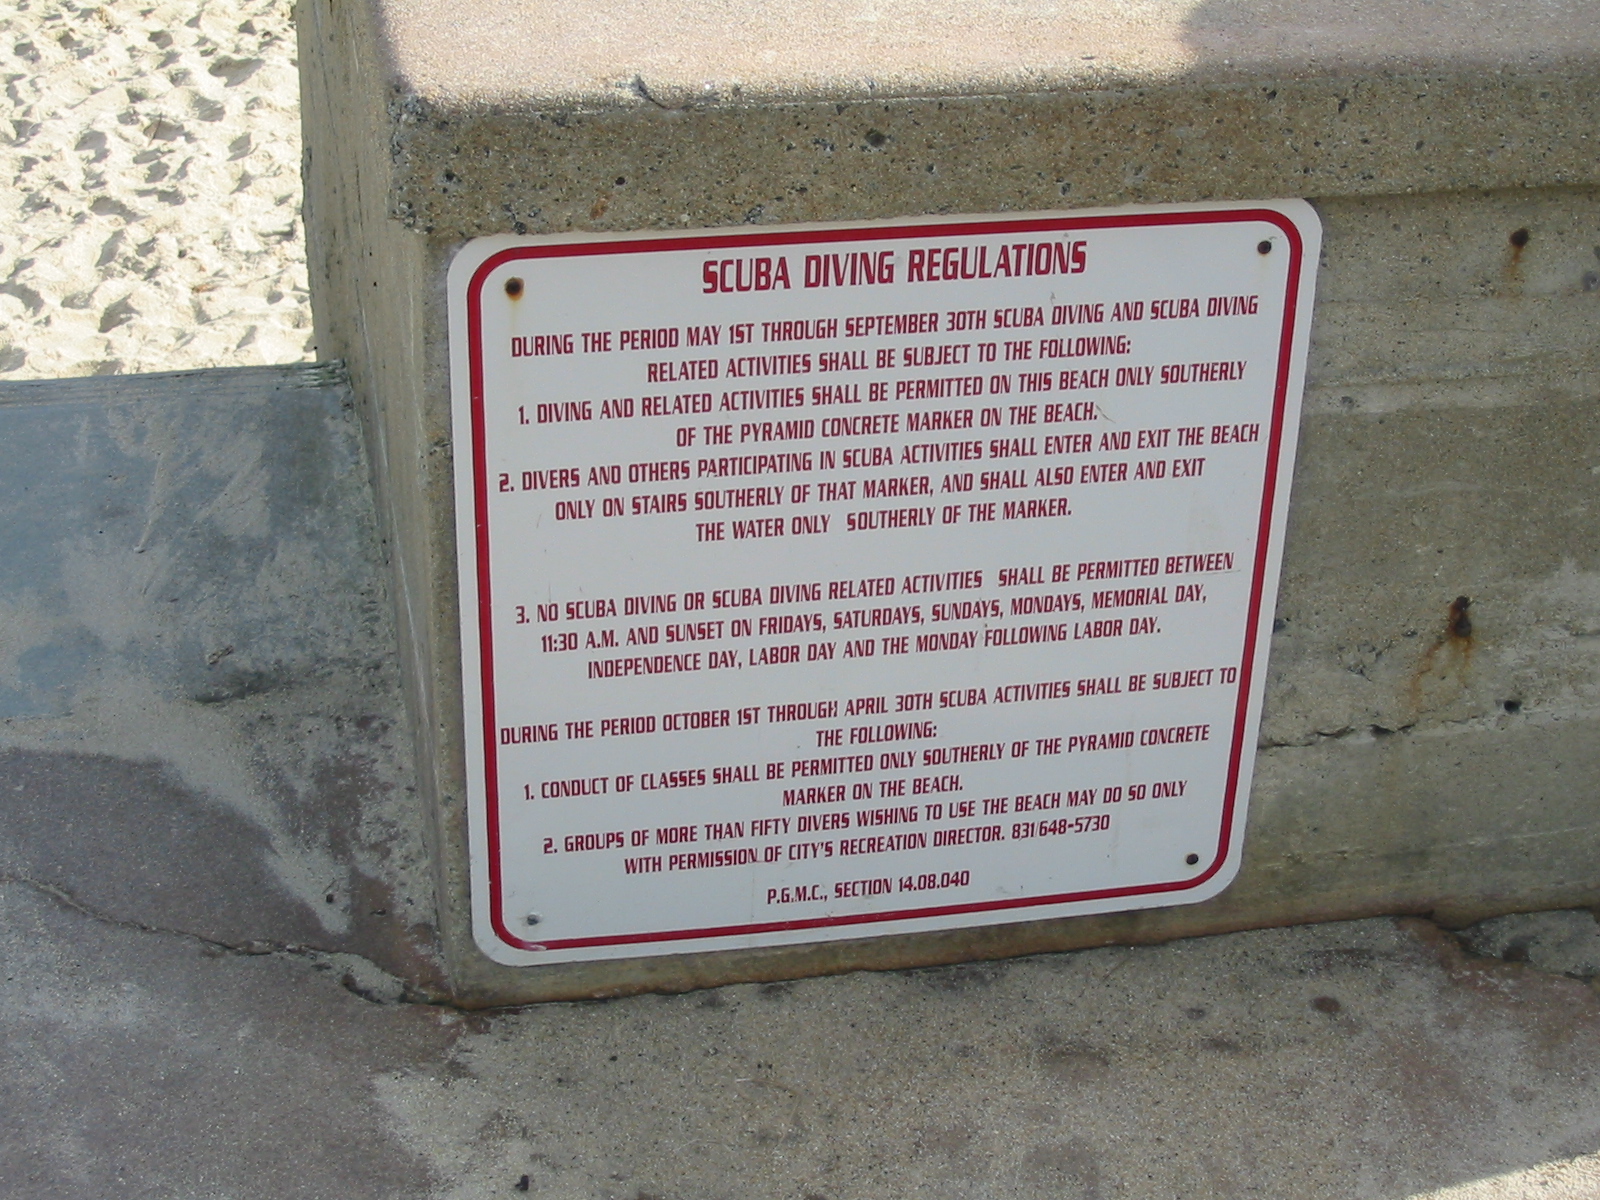 SCUBA DIVING REGULATIONS
DURING THE PERIOD MAY 1ST THROUGH SEPTEMBER 30TH SCUBA DIVING AND SCUBA DIVING
RELATED ACTIVITIES SHALL BE SUBJECT TO THE FOLLOWING:
1. DIVING AND RELATED ACTIVITIES SHALL BE PERMITTED ON THIS BEACH ONLY SOUTHERLY
OF THE PYRAMID CONCRETE MARKER ON THE BEACH.
2. DIVERS AND OTHERS PARTICIPATING IN SCUBA ACTIVITIES SHALL ENTER AND EXIT THE BEACH
ONLY ON STAIRS SOUTHERLY OF THAT MARKER, AND SHALL ALSO ENTER AND EXIT
THE WATER ONLY SOUTHERLY OF THE MARKER.
3. NO SCUBA DIVING OR SCUBA DIVING RELATED ACTIVITIES SHALL BE PERMITTED BETWEEN
11:30 A.M. AND SUNSET ON FRIDAYS, SATURDAYS, SUNDAYS, MONDAYS, MEMORIAL DAY,
INDEPENDENCE DAY, LABOR DAY AND THE MONDAY FOLLOWING LABOR DAY.
DURING THE PERIOD OCTOBER 1ST THROUGH APRIL 30TH SCUBA ACTIVITIES SHALL BE SUBJECT TO
THE FOLLOWING:
1. CONDUCT OF CLASSES SHALL BE PERMITTED ONLY SOUTHERLY OF THE PYRAMID CONCRETE
MARKER ON THE BEACH.
2. GROUPS OF MORE THAN FIFTY DIVERS WISHING TO USE THE BEACH MAY DO SO ONLY
WITH PERMISSION OF CITY'S RECREATION DIRECTOR. 831/648-5730
P.G.M.C., SECTION 14.08.040